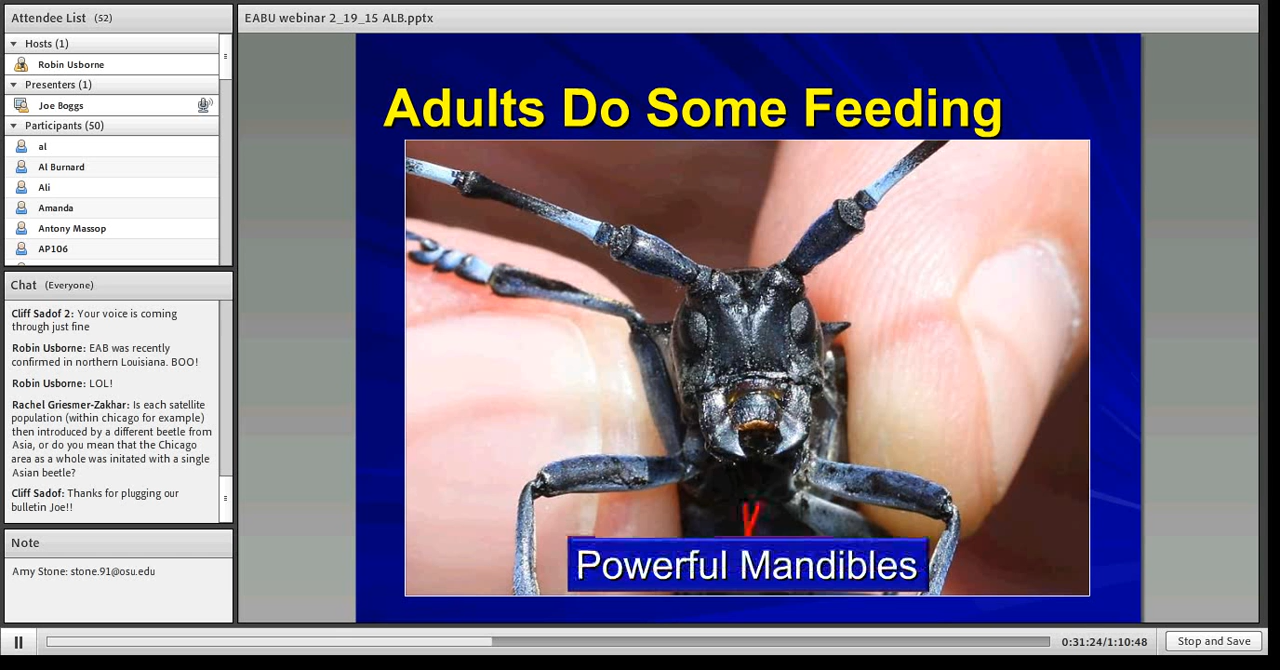 Attendee List (52)
Hosts (1)
Robin Usborne
Presenters (1)
Joe Boggs
Participants (50)
al
Al Burnard
Ali
Amanda
Antony Massop
AP106
Chat (Everyone)
Cliff Sadof 2: Your voice is coming
through just fine
Robin Usborne: EAB was recently
confirmed in northern Louisiana. BOO!
Robin Usborne: LOL!
Rachel Griesmer-Zakhar: Is each satellite
population (within chicago for example)
then introduced by a different beetle from
Asia, or do you mean that the Chicago
area as a whole was initated with a single
Asian beetle?
Cliff Sadof: Thanks for plugging our
bulletin Joe!!
Note
Amy Stone: stone.91@osu.edu
EABU webinar 2_19_15 ALB.pptx
Adults Do Some Feeding
Powerful Mandibles
0:31:24/1:10:48
Stop and Save